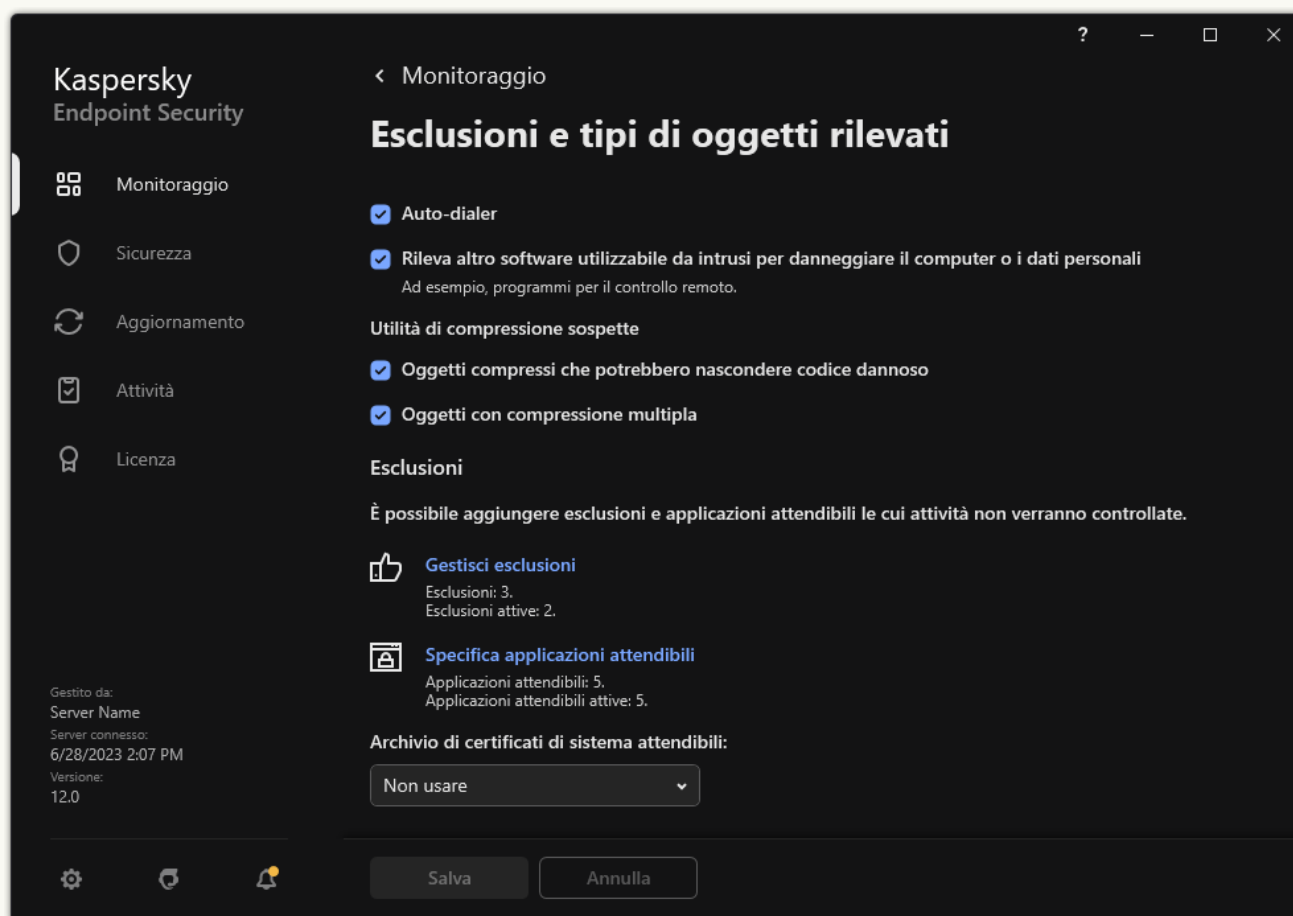 ?
Kaspersky
Endpoint Security
Monitoraggio
Sicurezza
Aggiornamento
Attività
Licenza
Gestito da:
Server Name
Server connesso:
6/28/2023 2:07 PM
Versione:
12.0
Monitoraggio
Esclusioni e tipi di oggetti rilevati
Auto-dialer
Rileva altro software utilizzabile da intrusi per danneggiare il computer o i dati personali
Ad esempio, programmi per il controllo remoto.
Utilità di compressione sospette
Oggetti compressi che potrebbero nascondere codice dannoso
Oggetti con compressione multipla
Esclusioni
È possibile aggiungere esclusioni e applicazioni attendibili le cui attività non verranno controllate.
Gestisci esclusioni
Esclusioni: 3.
Esclusioni attive: 2.
Specifica applicazioni attendibili
Applicazioni attendibili: 5.
Applicazioni attendibili attive: 5.
Archivio di certificati di sistema attendibili:
Non usare
Salva
Annulla